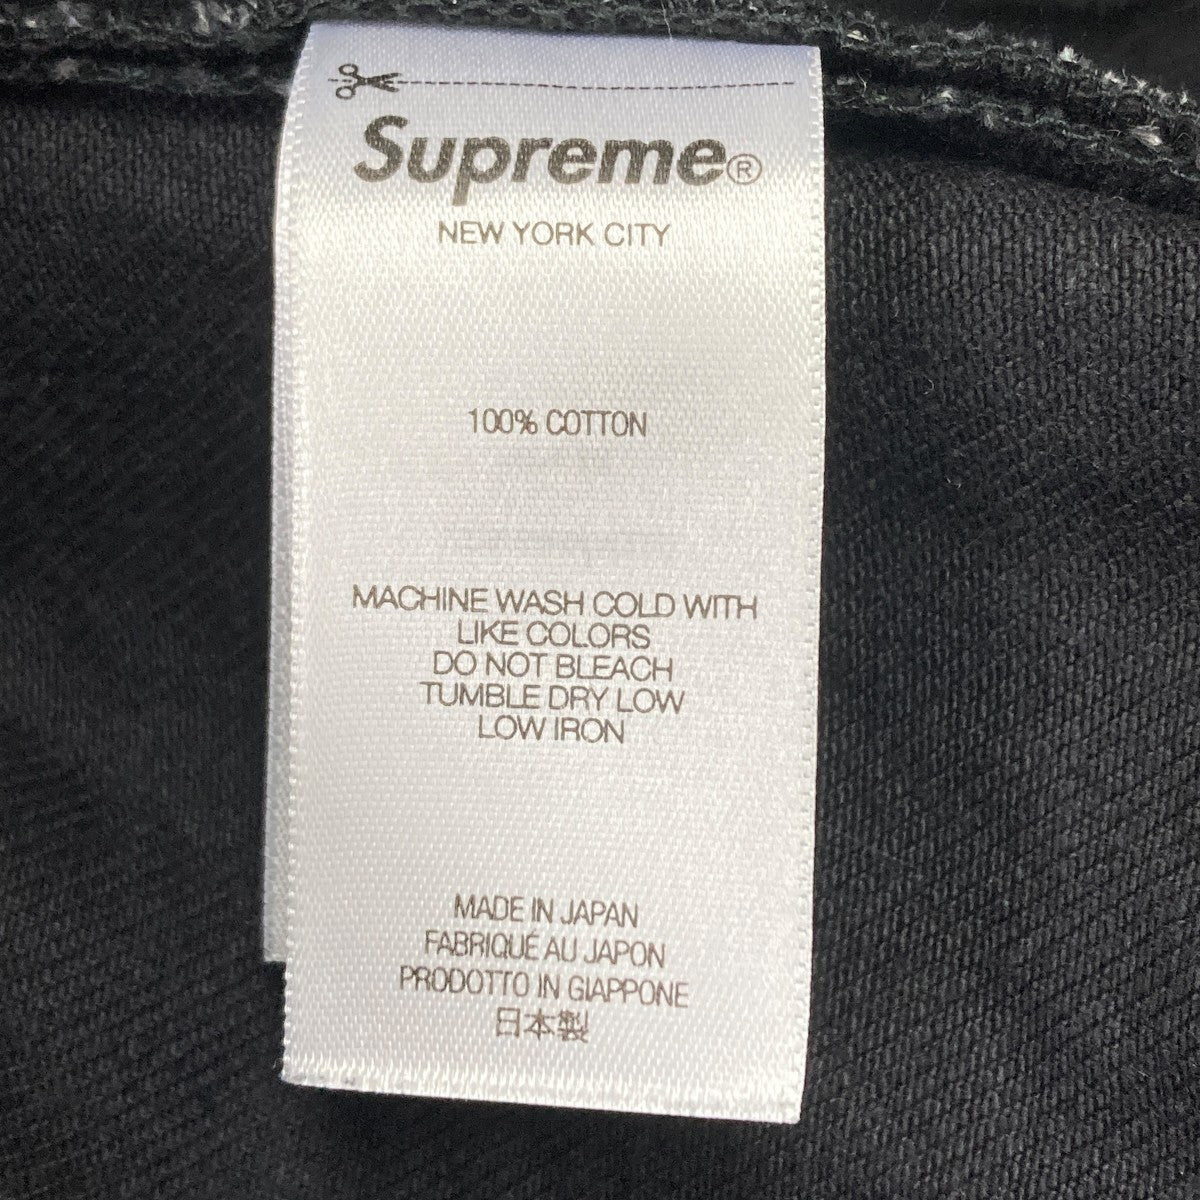 Supreme®
NEW YORK CITY
100% COTTON
MACHINE WASH COLD WITH
LIKE COLORS
DO NOT BLEACH
TUMBLE DRY LOW
LOW IRON
MADE IN JAPAN
FABRIQUÉ AU JAPON
PRODOTTO IN GIAPPONE
日本製